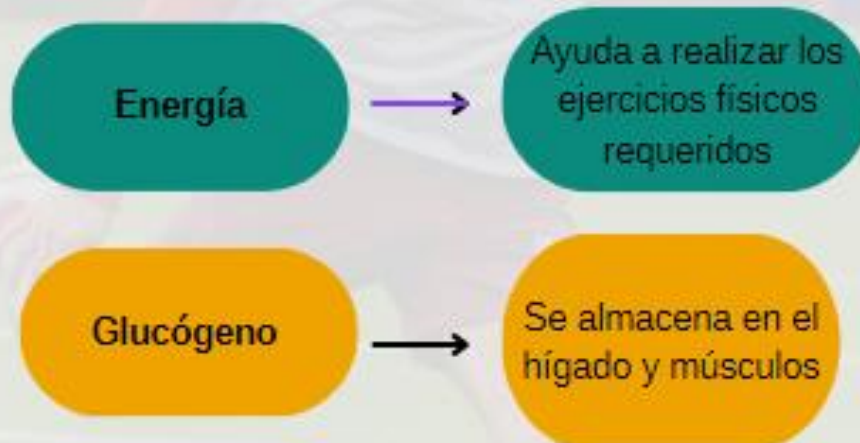 Energía
Ayuda a realizar los
ejercicios físicos
requeridos
Glucógeno
Se almacena en el
hígado y músculos